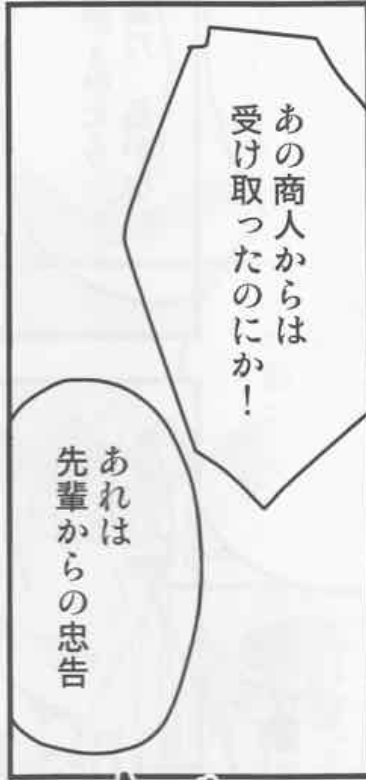 あの商人からは
受け取ったのにか！
あれは
先輩からの忠告